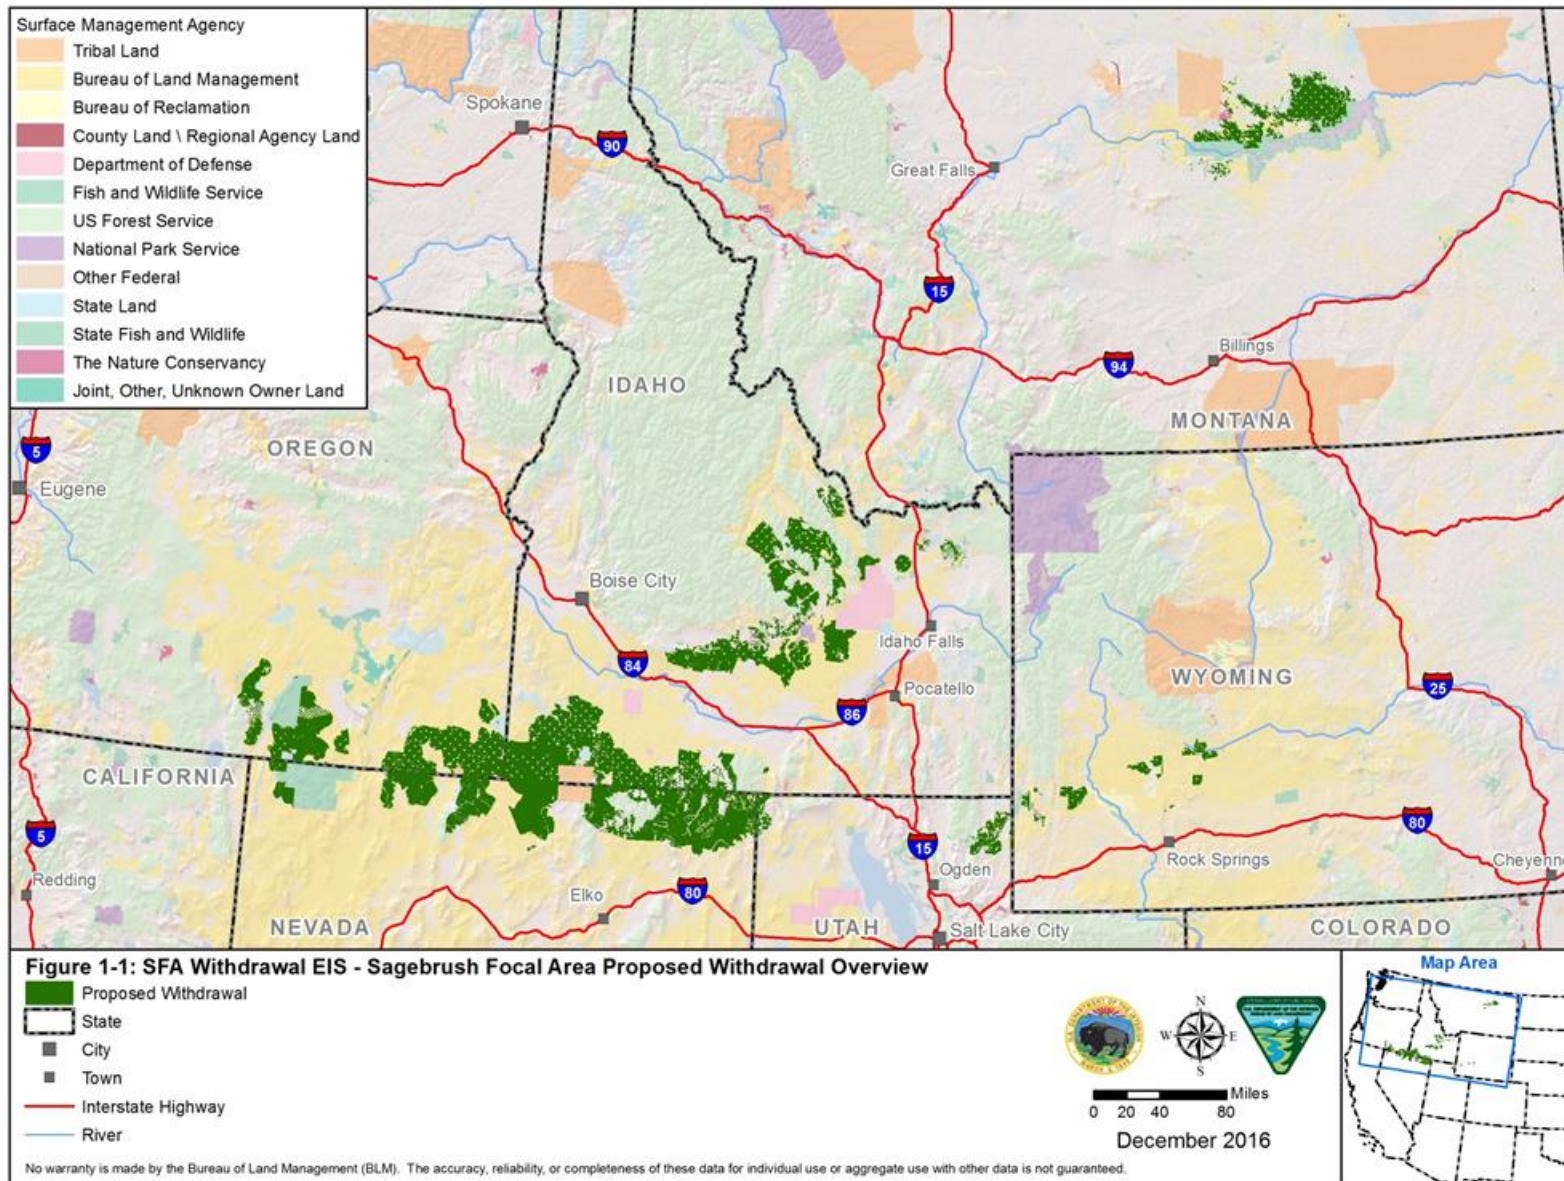 Surface Management Agency
Tribal Land
Bureau of Land Management
Bureau of Reclamation
County Land \ Regional Agency Land
Department of Defense
Fish and Wildlife Service
US Forest Service
National Park Service
Other Federal
State Land
State Fish and Wildlife
The Nature Conservancy
Joint, Other, Unknown Owner Land
Spokane
90
Great Falls
15
Billings
94
IDAHO
MONTANA
OREGON
5
Eugene
Boise City
Idaho Falls
84
WYOMING
Pocatello
25
86
CALIFORNIA
5
80
15
Rock Springs
Cheyenn
Ogden
Redding
Elko
80
NEVADA
UTAH
Salt Lake City
COLORADO
Figure 1-1: SFA Withdrawal EIS - Sagebrush Focal Area Proposed Withdrawal Overview
Proposed Withdrawal
State
City
Town
Interstate Highway
River
N
W E
S
Miles
0 20 40 80
December 2016
Map Area
No warranty is made by the Bureau of Land Management (BLM). The accuracy, reliability, or completeness of these data for individual use or aggregate use with other data is not guaranteed.